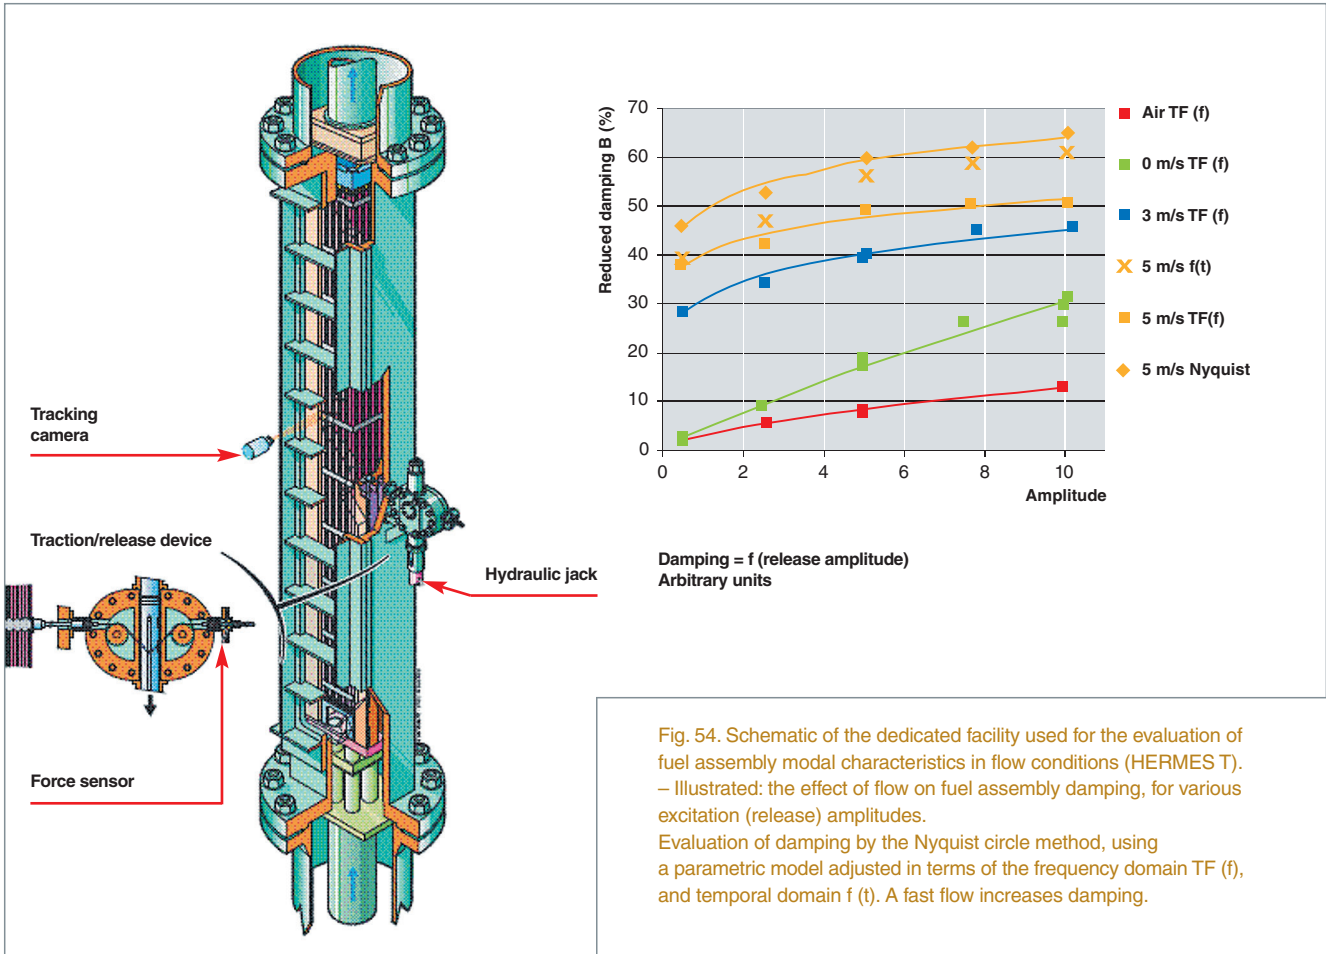 Tracking
camera
Traction/release device
Hydraulic jack
Force sensor
Reduced damping B (%)
70
60
50
40
30
20
10
0
0 2 4 6 8 10
Amplitude
Air TF (f)
0 m/s TF (f)
3 m/s TF (f)
5 m/s f(t)
5 m/s TF(f)
5 m/s Nyquist
Damping = f (release amplitude)
Arbitrary units
Fig. 54. Schematic of the dedicated facility used for the evaluation of
fuel assembly modal characteristics in flow conditions (HERMES T).
– Illustrated: the effect of flow on fuel assembly damping, for various
excitation (release) amplitudes.
Evaluation of damping by the Nyquist circle method, using
a parametric model adjusted in terms of the frequency domain TF (f),
and temporal domain f (t). A fast flow increases damping.